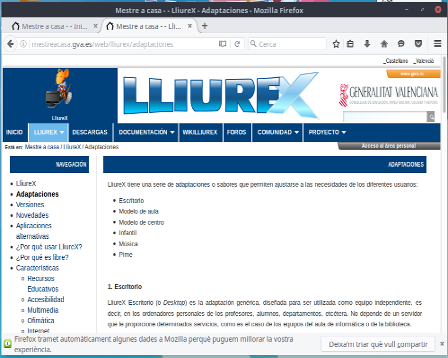 Mestre a casa - - LliureX - Adaptaciones - Mozilla Firefox
Mestre a casa - - Ini...
Mestre a casa - - Lli...
mestreacasa.gva.es/web/lliurex/adaptaciones
Cerca
_Castellano _Valencià
www.gva.es
LliureX
LLIUREX
GENERALITAT VALENCIANA
INICIO LLIUREX DESCARGAS DOCUMENTACIÓN WIKILLIUREX FOROS COMUNIDAD PROYECTO
Está en: Mestre a casa / LliureX / Adaptaciones
Acceso al área personal
NAVEGACIÓN
LliureX
Adaptaciones
Versiones
Novedades
Aplicaciones
alternativas
¿Por qué usar LliureX?
¿Por qué es libre?
Características
Recursos
Educativos
Accesibilidad
Multimedia
Ofimática
Internet
ADAPTACIONES
LliureX tiene una serie de adaptaciones o sabores que permiten ajustarse a las necesidades de los diferentes usuarios:
Escritorio
Modelo de aula
Modelo de centro
Infantil
Música
Pime
1. Escritorio
LliureX Escritorio (o Desktop) es la adaptación genérica, diseñada para ser utilizada como equipo independiente, es
decir, en los ordenadores personales de los profesores, alumnos, departamentos, etcétera. No depende de un servidor
que le proporcione determinados servicios, como es el caso de los equipos del aula de informática o de la biblioteca.
Firefox tramet automàticament algunes dades a Mozilla perquè puguem millorar la vostra
experiència.
Deixa'm triar què vull compartir